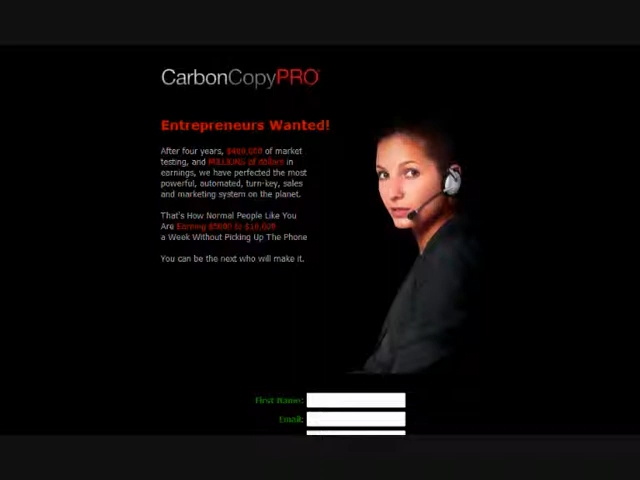 CarbonCopyPRO
Entrepreneurs Wanted!
After four years, $400,000 of market
testing, and MILLIONS of dollars in
earnings, we have perfected the most
powerful, automated, turn-key, sales
and marketing system on the planet.
That's How Normal People Like You
Are Earning $5000 to $10,000
a Week Without Picking Up The Phone
You can be the next who will make it.
First Name:
Email: